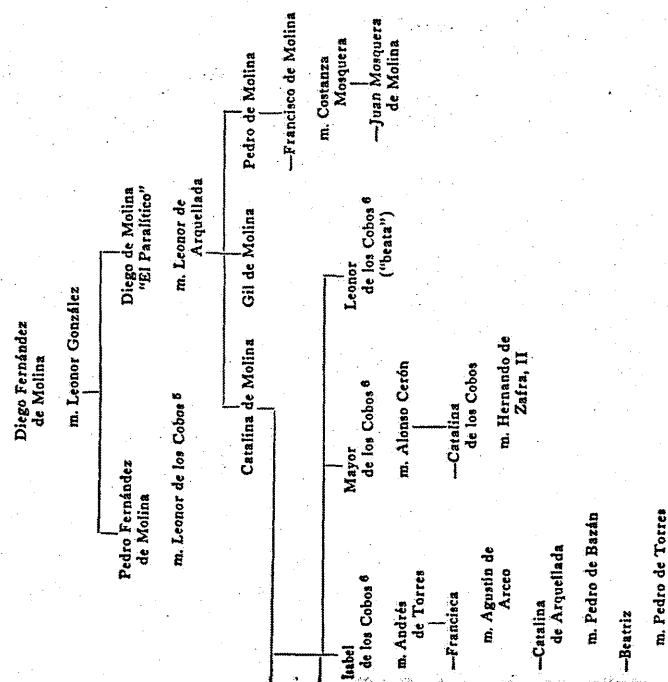 Diego Fernández
de Molina
m. Leonor González
Pedro Fernández
de Molina
m. Leonor de los Cobos 5
Diego de Molina
"El Paralítico"
m. Leonor de
Arquellada
Catalina de Molina
Gil de Molina
Pedro de Molina
—Francisco de Molina
m. Costanza
Mosquera
—Juan Mosquera
de Molina
Isabel
de los Cobos 6
m. Andrés
de Torres
—Francisca
m. Agustín de
Arceo
—Catalina
de Arquellada
m. Pedro de Bazán
—Beatriz
m. Pedro de Torres
Mayor
de los Cobos 6
m. Alonso Cerón
—Catalina
de los Cobos
m. Hernando de
Zafra, II
Leonor
de los Cobos 6
("beata")